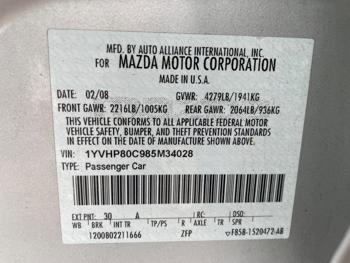 MFD. BY AUTO ALLIANCE INTERNATIONAL, INC.
FOR MAZDA MOTOR CORPORATION
MADE IN U.S.A.
DATE: 02/08 GVWR: 4279LB/1941KG
FRONT GAWR: 2216LB/1005KG REAR GAWR: 2064LB/936KG
THIS VEHICLE CONFORMS TO ALL APPLICABLE FEDERAL MOTOR
VEHICLE SAFETY, BUMPER, AND THEFT PREVENTION STANDARDS
IN EFFECT ON THE DATE OF MANUFACTURE SHOWN ABOVE.
VIN: 1YVHP80C985M34028
TYPE: Passenger Car
EXT PNT: 30 A RC: DSO:
WB BRK INT TR TP/PS R AXLE TR SPR
1200802211666 ZFP F85B-1520472-AB